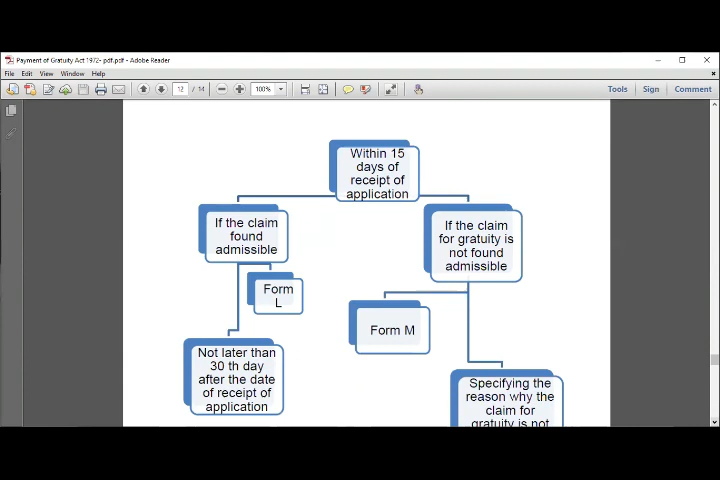 Payment of Gratuity Act 1972- pdf.pdf - Adobe Reader
File Edit View Window Help
12 / 14 100% Tools Sign Comment
Within 15
days of
receipt of
application
If the claim
found
admissible
If the claim
for gratuity is
not found
admissible
Form
L
Form M
Not later than
30 th day
after the date
of receipt of
application
Specifying the
reason why the
claim for
gratuity is not